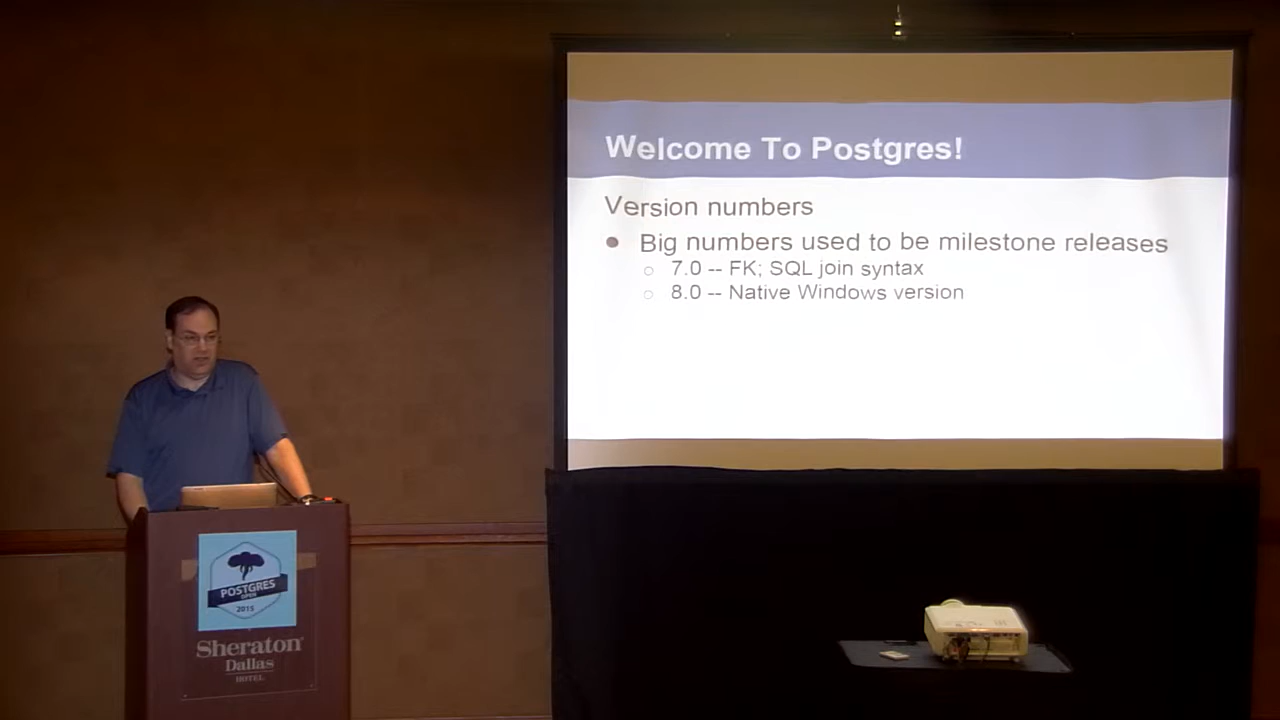 Welcome To Postgres!
Version numbers
● Big numbers used to be milestone releases
○ 7.0 -- FK; SQL join syntax
○ 8.0 -- Native Windows version
POSTGRES
OPEN
2015
Sheraton
Dallas
HOTEL